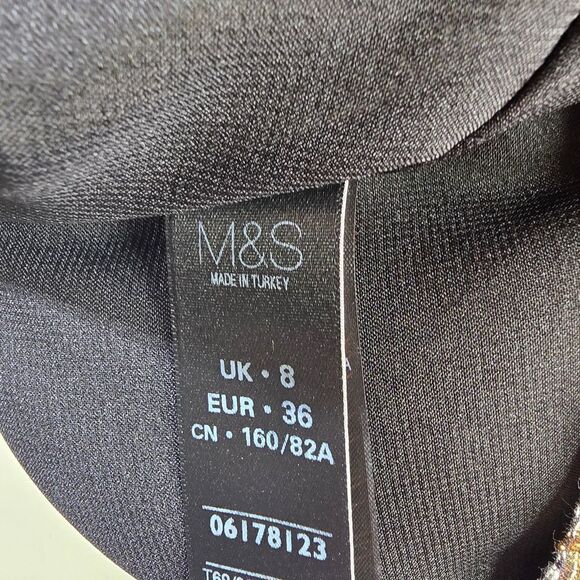 M&S
MADE IN TURKEY
UK • 8
EUR • 36
CN • 160/82A
06178123